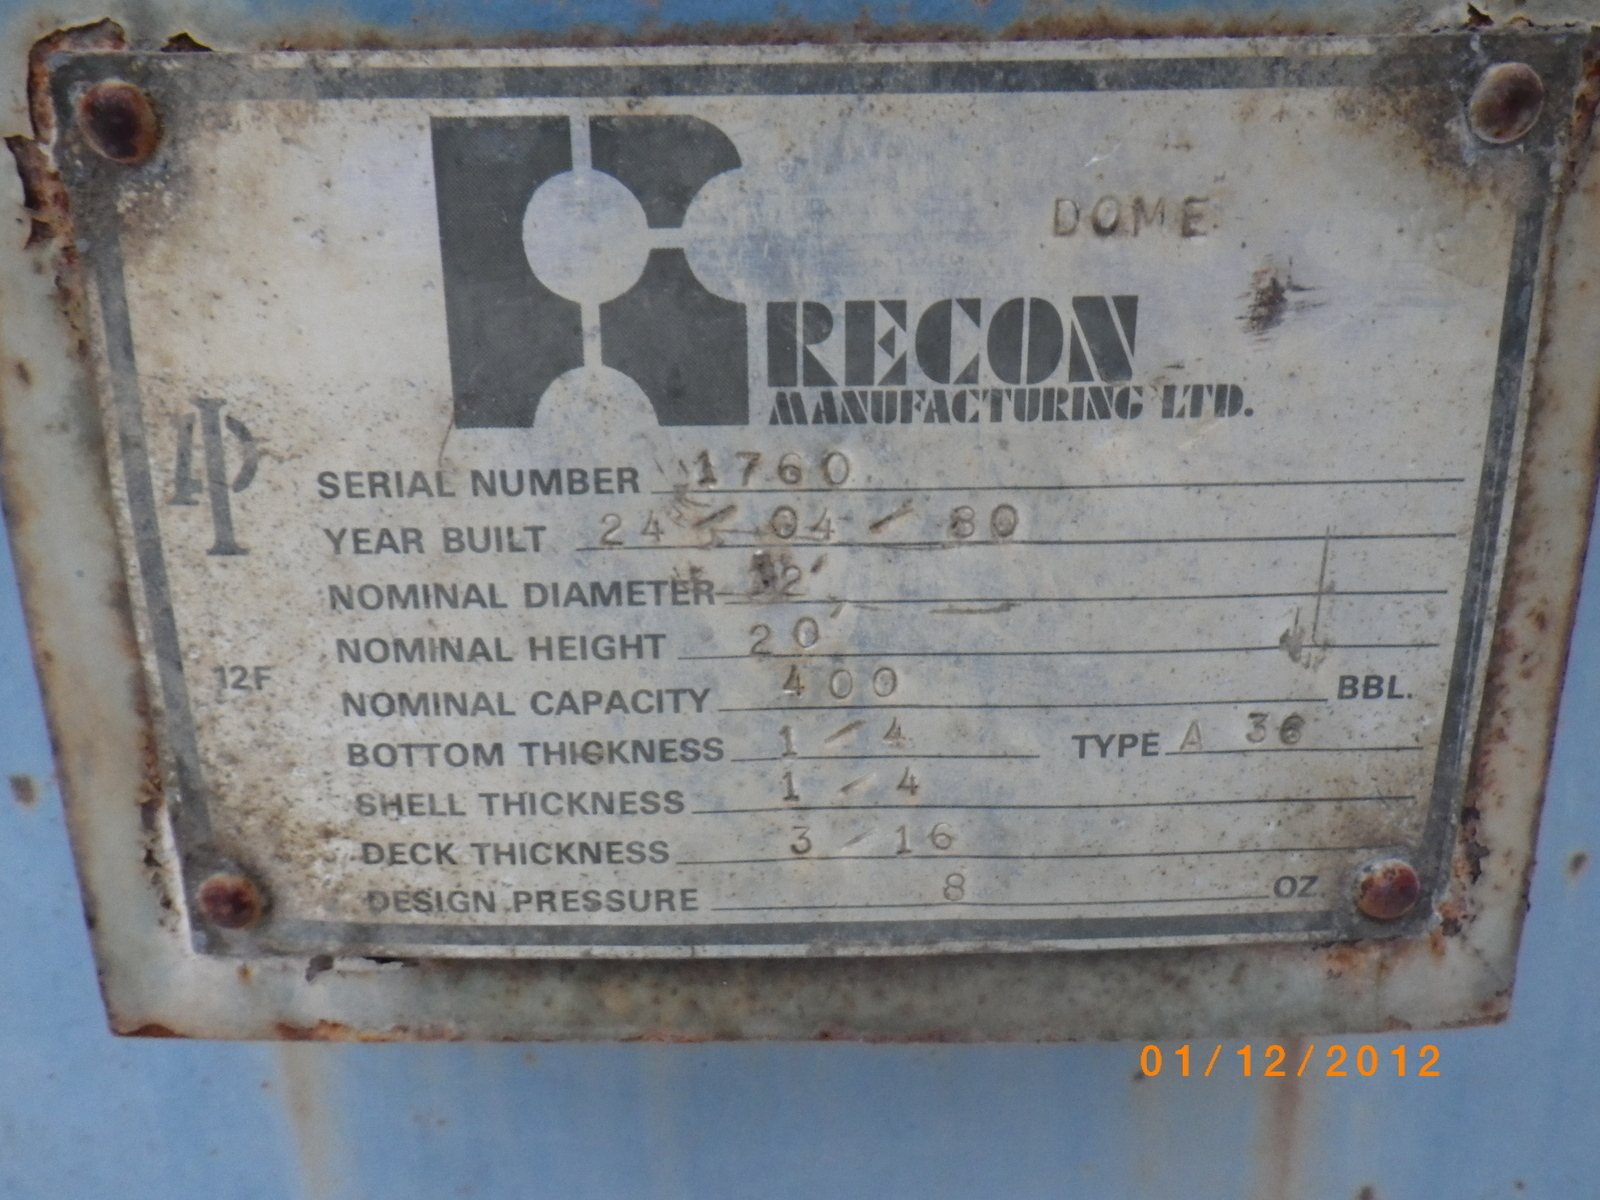 DOME
RECON
MANUFACTURING LTD.
API
SERIAL NUMBER 1760
YEAR BUILT 24/04/80
NOMINAL DIAMETER 12'
NOMINAL HEIGHT 20'
12F
NOMINAL CAPACITY 400 BBL.
BOTTOM THICKNESS 1/4 TYPE A 36
SHELL THICKNESS 1/4
DECK THICKNESS 3/16
DESIGN PRESSURE 8 OZ
01/12/2012